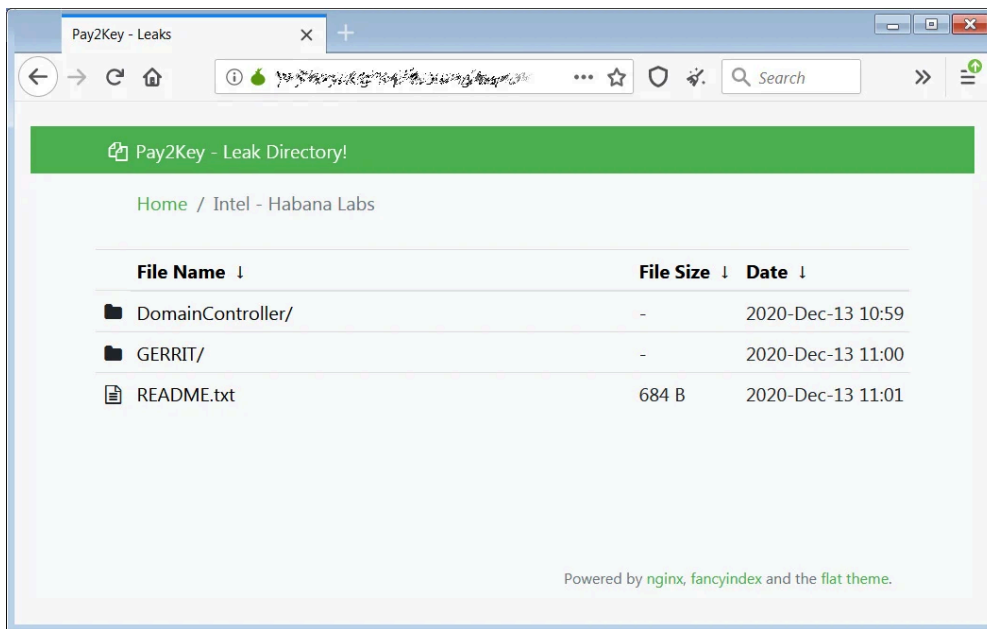 Pay2Key - Leaks
Search
Pay2Key - Leak Directory!
Home / Intel - Habana Labs
File Name ↓ File Size ↓ Date ↓
DomainController/ - 2020-Dec-13 10:59
GERRIT/ - 2020-Dec-13 11:00
README.txt 684 B 2020-Dec-13 11:01
Powered by nginx, fancyindex and the flat theme.